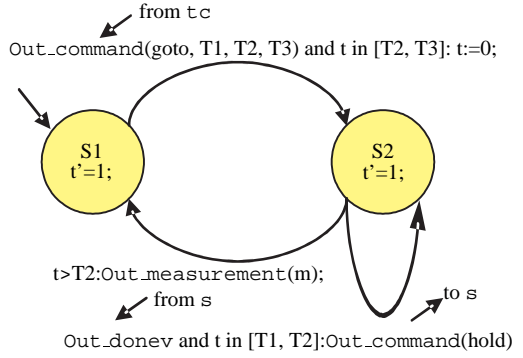 from tc
Out_command(goto, T1, T2, T3) and t in [T2, T3]: t:=0;
S1
t'=1;
S2
t'=1;
t>T2:Out_measurement(m);
from s
to s
Out_donev and t in [T1, T2]:Out_command(hold)